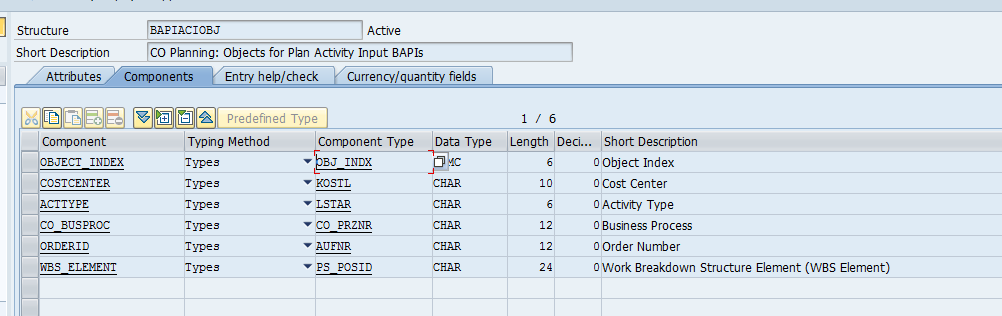 Structure BAPIACIOBJ Active
Short Description CO Planning: Objects for Plan Activity Input BAPIs
Attributes Components Entry help/check Currency/quantity fields
Predefined Type 1 / 6
Component Typing Method Component Type Data Type Length Deci... Short Description
OBJECT_INDEX Types OBJ_INDX MC 6 0 Object Index
COSTCENTER Types KOSTL CHAR 10 0 Cost Center
ACTTYPE Types LSTAR CHAR 6 0 Activity Type
CO_BUSPROC Types CO_PRZNR CHAR 12 0 Business Process
ORDERID Types AUFNR CHAR 12 0 Order Number
WBS_ELEMENT Types PS_POSID CHAR 24 0 Work Breakdown Structure Element (WBS Element)